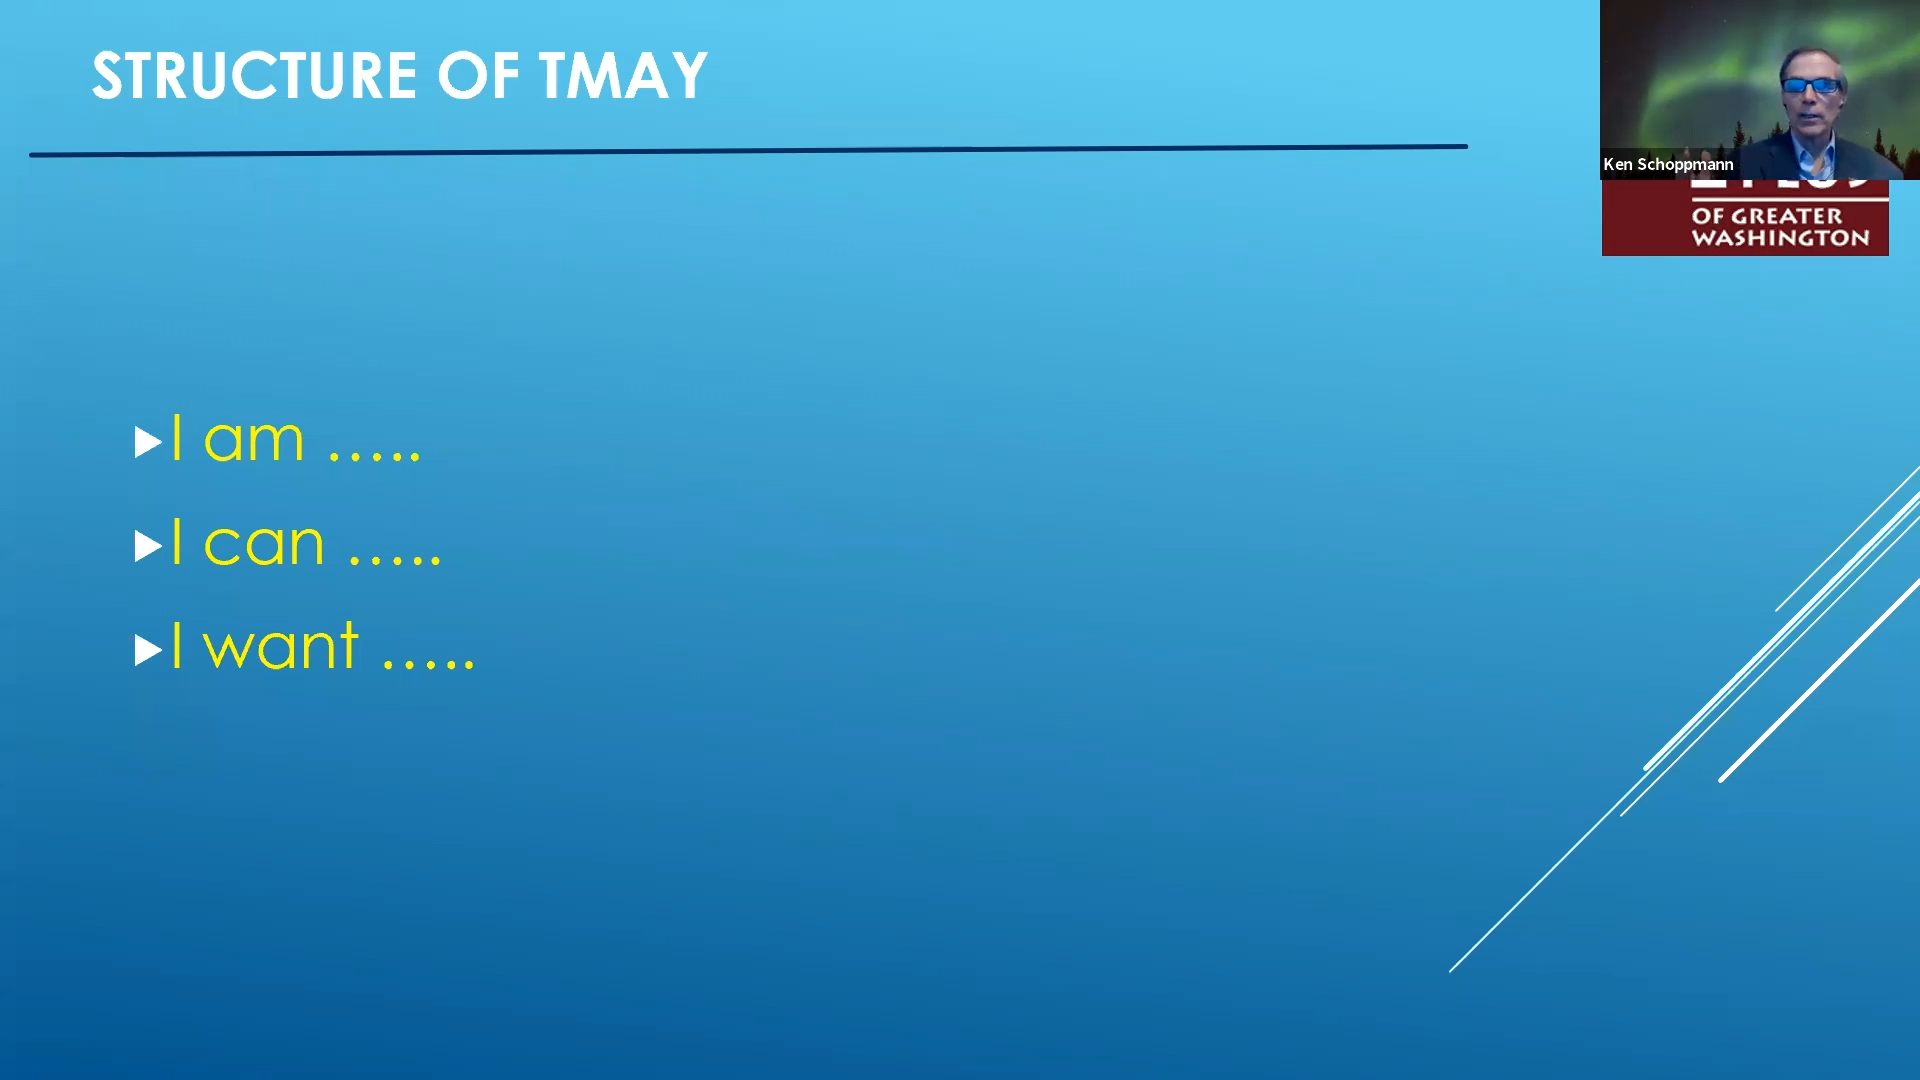 STRUCTURE OF TMAY
Ken Schoppmann
OF GREATER
WASHINGTON
I am .....
I can .....
I want .....